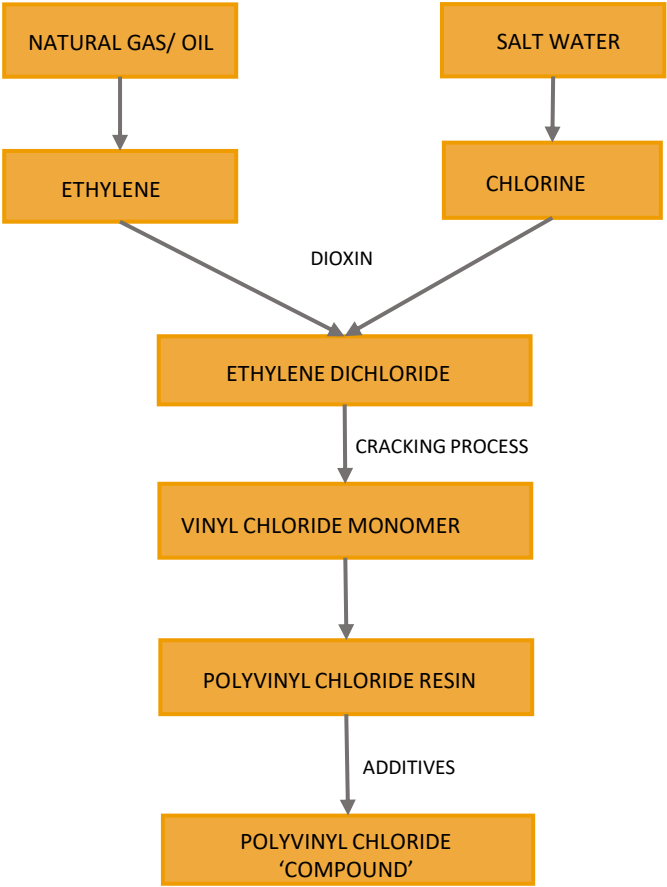 NATURAL GAS/ OIL
SALT WATER
ETHYLENE
CHLORINE
DIOXIN
ETHYLENE DICHLORIDE
CRACKING PROCESS
VINYL CHLORIDE MONOMER
POLYVINYL CHLORIDE RESIN
ADDITIVES
POLYVINYL CHLORIDE
‘COMPOUND’